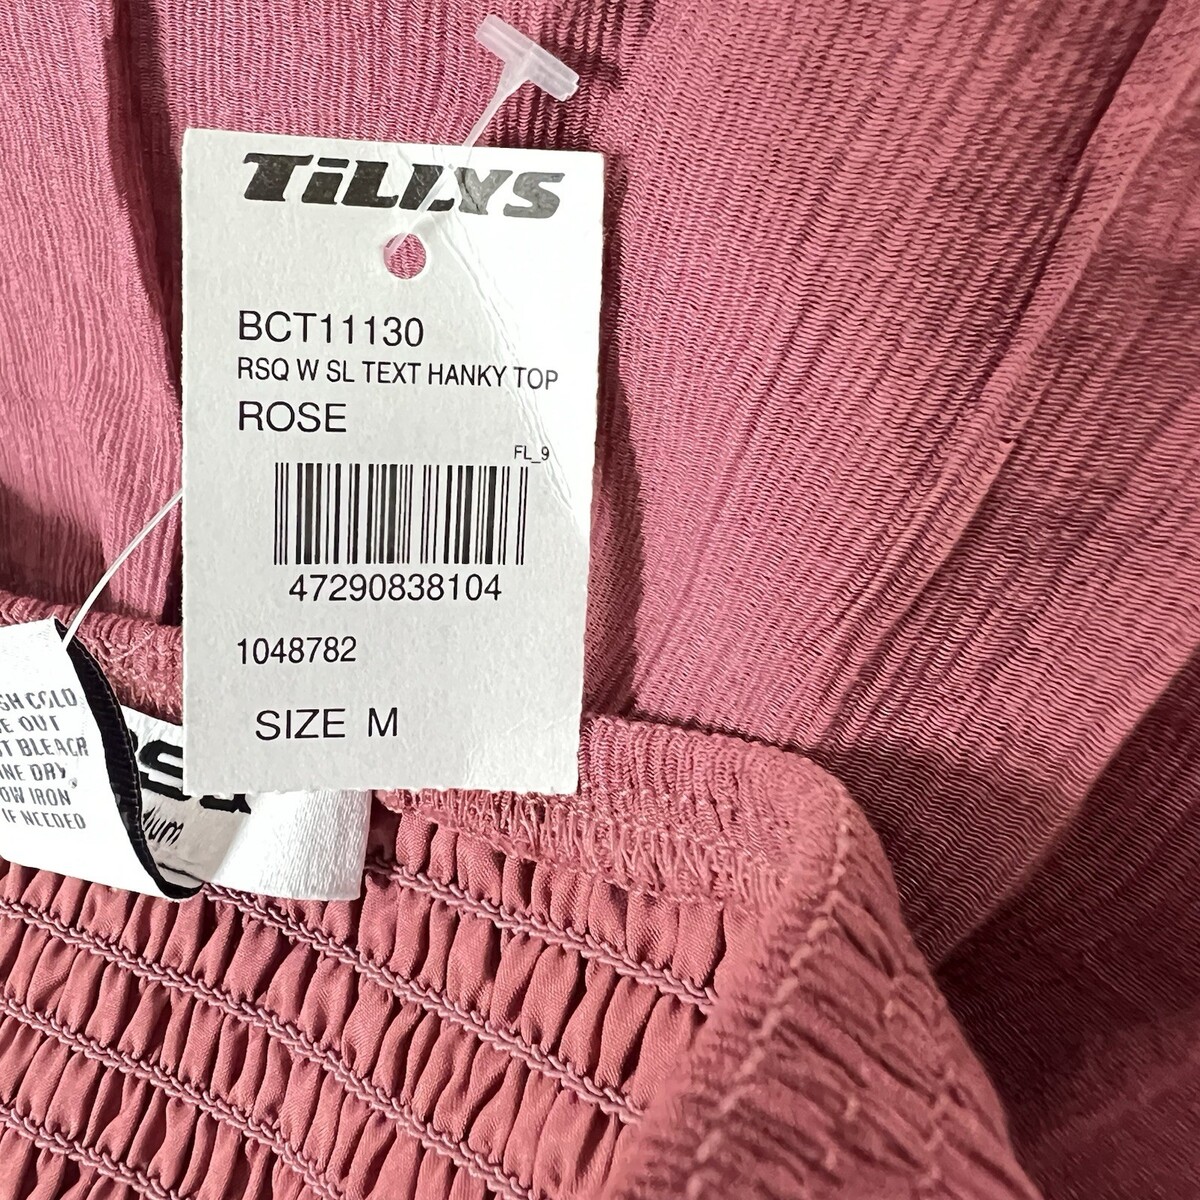 TiLLYS
BCT11130
RSQ W SL TEXT HANKY TOP
ROSE
FL_9
47290838104
1048782
SIZE M
SH COLD
E OUT
T BLEACH
NE DRY
OW IRON
IF NEEDED